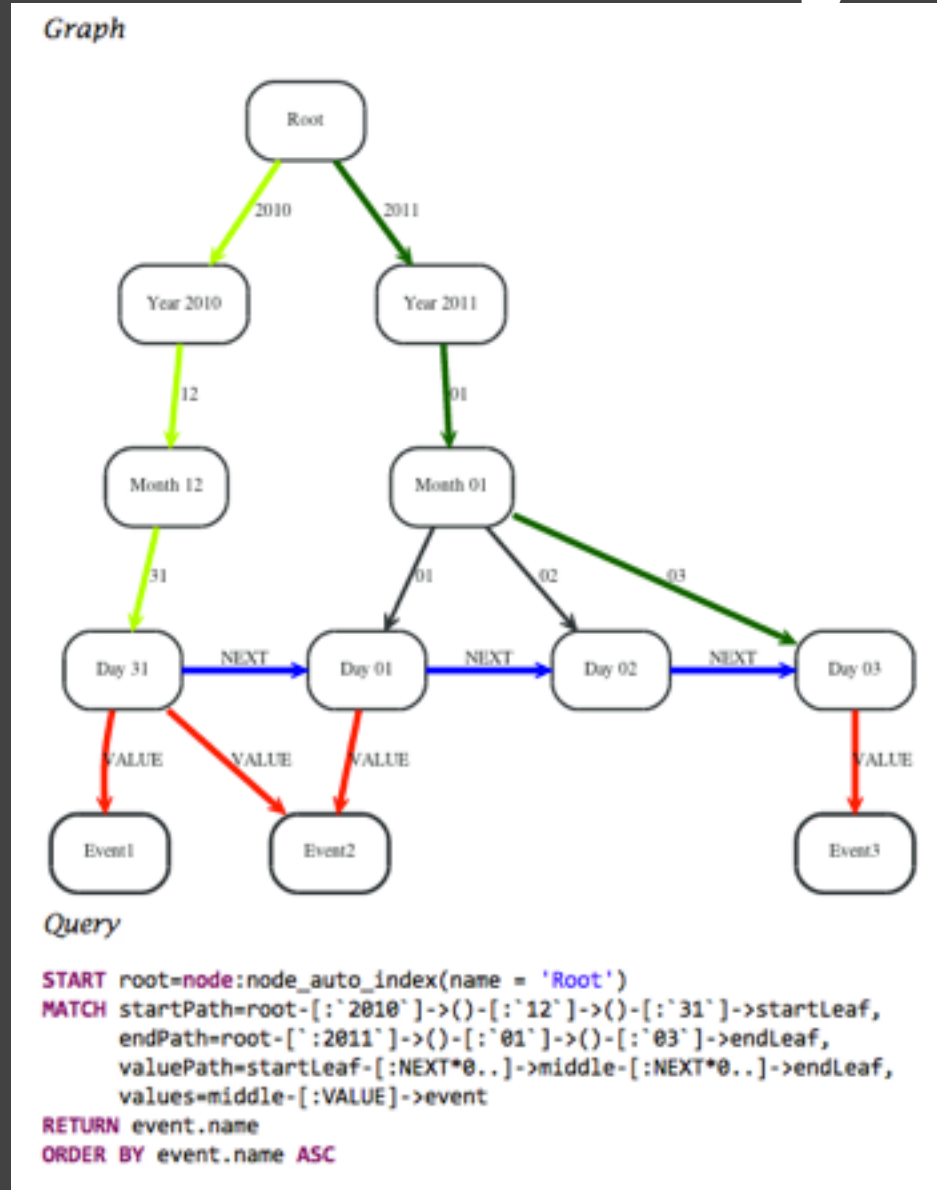 Graph
Root
2010
2011
Year 2010
Year 2011
12
01
Month 12
Month 01
31
01
02
03
Day 31
NEXT
Day 01
NEXT
Day 02
NEXT
Day 03
VALUE
VALUE
VALUE
VALUE
Event1
Event2
Event3
Query
START root=node:node_auto_index(name = 'Root')
MATCH startPath=root-[:`2010`]->()-[:`12`]->()-[:`31`]->startLeaf,
endPath=root-[`:2011`]->()-[:`01`]->()-[:`03`]->endLeaf,
valuePath=startLeaf-[:NEXT*0..]->middle-[:NEXT*0..]->endLeaf,
values=middle-[:VALUE]->event
RETURN event.name
ORDER BY event.name ASC